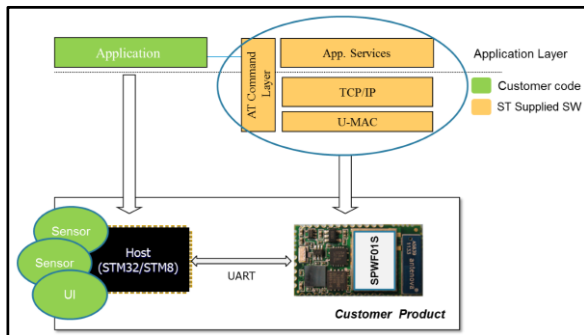 Application
AT Command
Layer
App. Services
TCP/IP
U-MAC
Application Layer
Customer code
ST Supplied SW
Sensor
Sensor
UI
Host
(STM32/STM8)
UART
SPWF01S
antenova
Customer Product